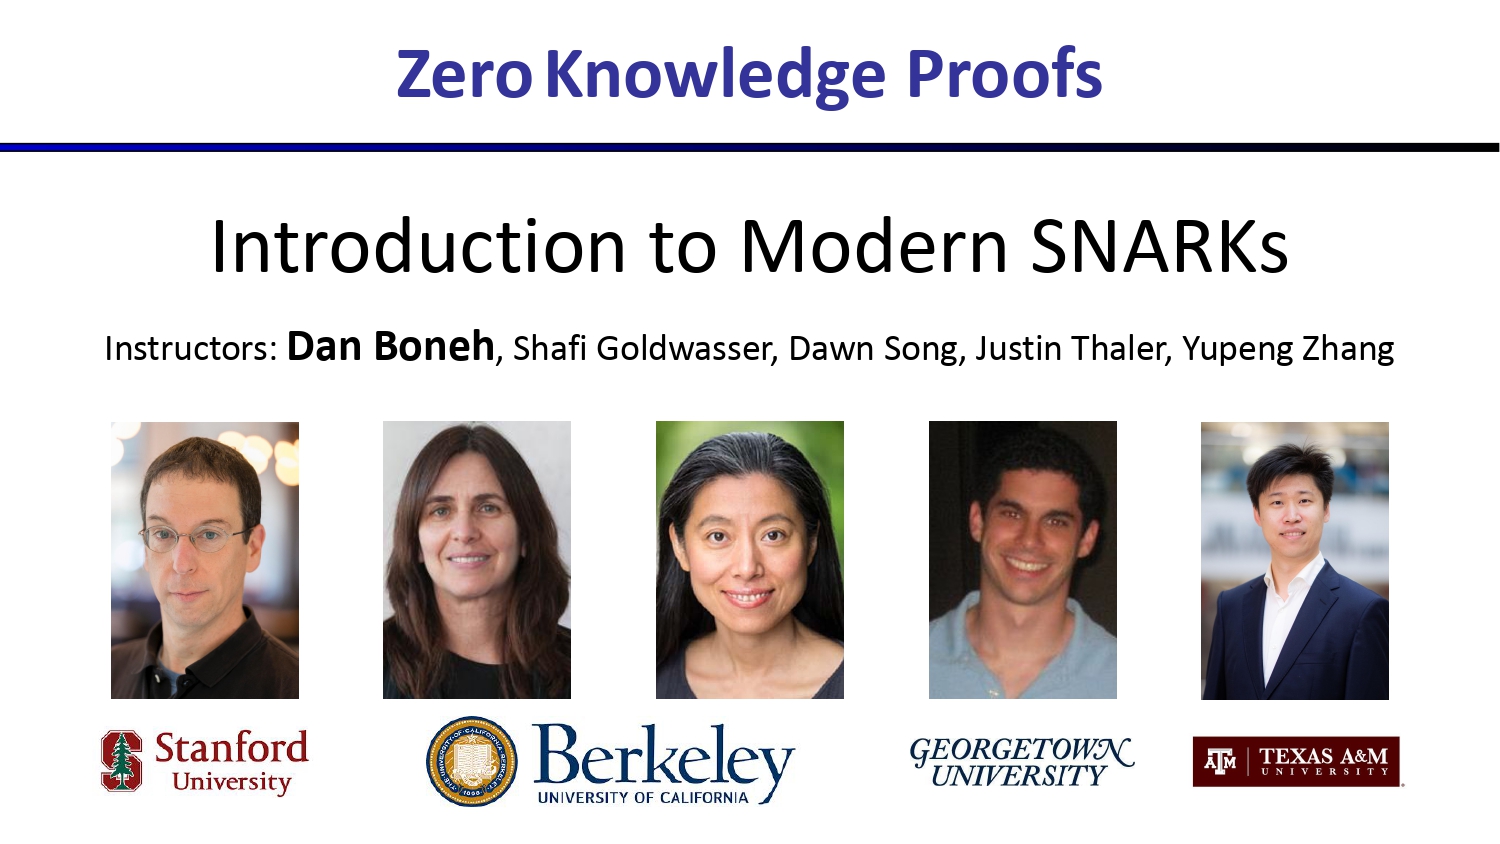 Zero Knowledge Proofs
Introduction to Modern SNARKs
Instructors: Dan Boneh, Shafi Goldwasser, Dawn Song, Justin Thaler, Yupeng Zhang
Stanford
University
Berkeley
UNIVERSITY OF CALIFORNIA
GEORGETOWN
UNIVERSITY
ATM
TEXAS A&M
UNIVERSITY